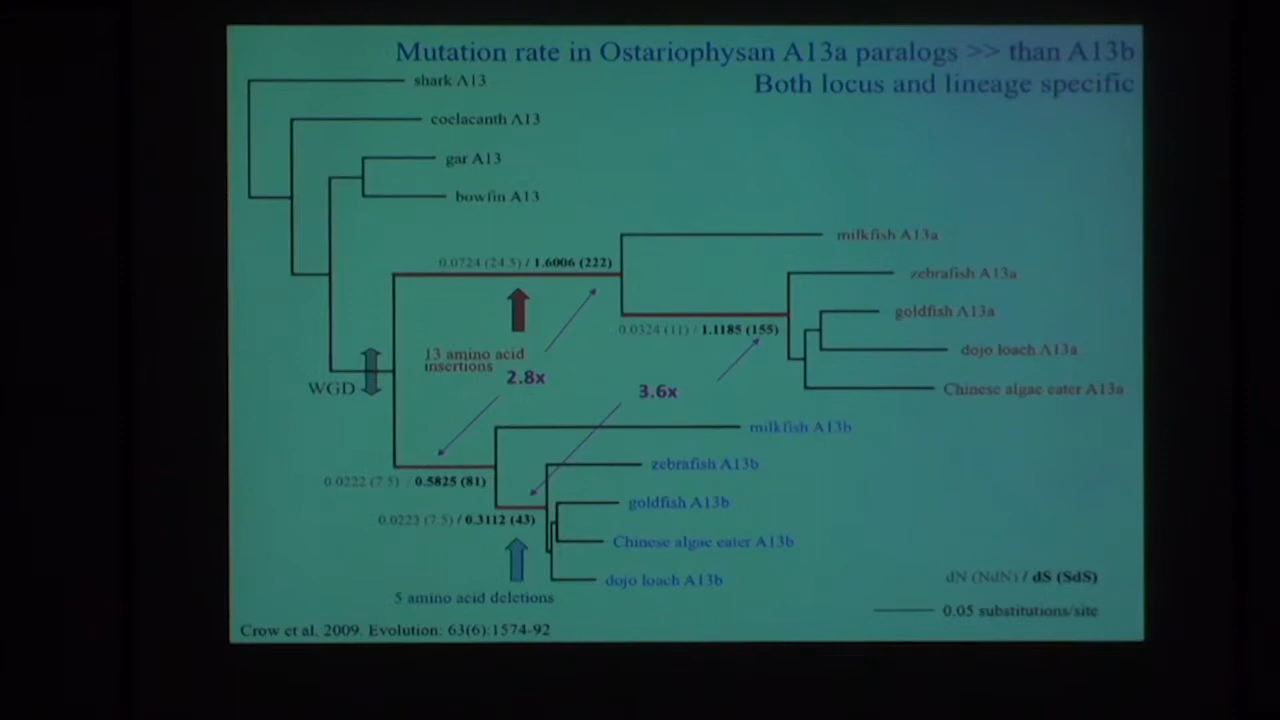 Mutation rate in Ostariophysan A13a paralogs >> than A13b
Both locus and lineage specific
shark A13
coelacanth A13
gar A13
bowfin A13
milkfish A13a
0.0724 (24.5) / 1.6006 (222)
zebrafish A13a
goldfish A13a
0.0324 (11) / 1.1185 (155)
dojo loach A13a
13 amino acid
insertions
2.8x
WGD
3.6x
Chinese algae eater A13a
milkfish A13b
zebrafish A13b
0.0222 (7.5) / 0.5825 (81)
goldfish A13b
0.0223 (7.5) / 0.3112 (43)
Chinese algae eater A13b
dojo loach A13b
dN (NdN) / dS (SdS)
5 amino acid deletions
0.05 substitutions/site
Crow et al. 2009. Evolution: 63(6):1574-92